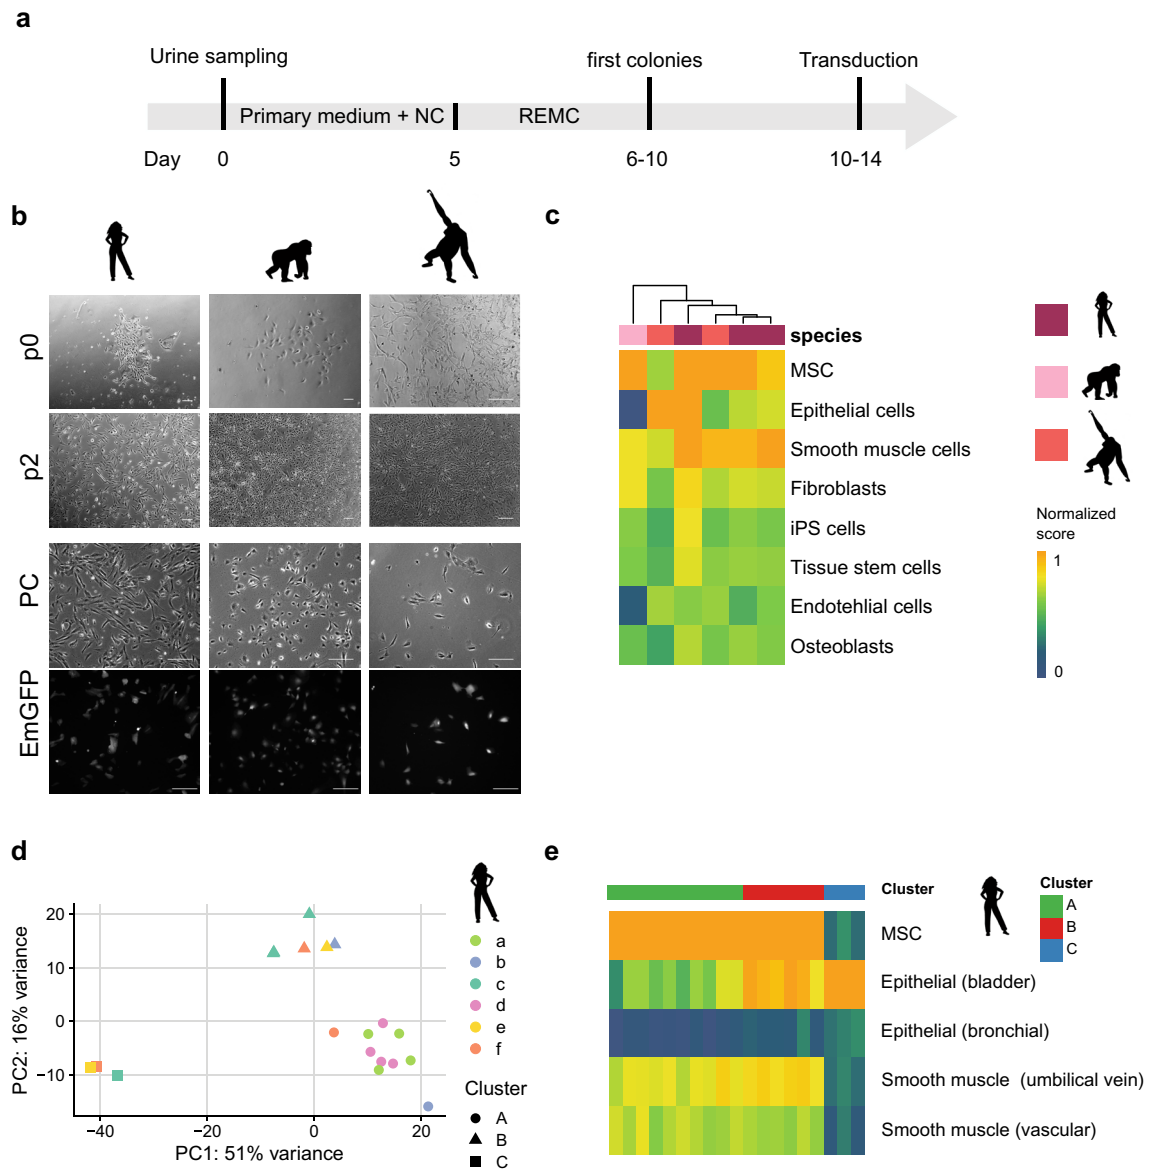 a
Urine sampling
first colonies
Transduction
Primary medium + NC
REMC
Day
0
5
6-10
10-14
b
p0
p2
PC
EmGFP
c
species
MSC
Epithelial cells
Smooth muscle cells
Fibroblasts
iPS cells
Tissue stem cells
Endotehlial cells
Osteoblasts
Normalized
score
1
0
d
PC2: 16% variance
20
10
0
−10
−40
−20
0
20
PC1: 51% variance
a
b
c
d
e
f
Cluster
A
B
C
e
Cluster
MSC
Epithelial (bladder)
Epithelial (bronchial)
Smooth muscle (umbilical vein)
Smooth muscle (vascular)
Cluster
A
B
C